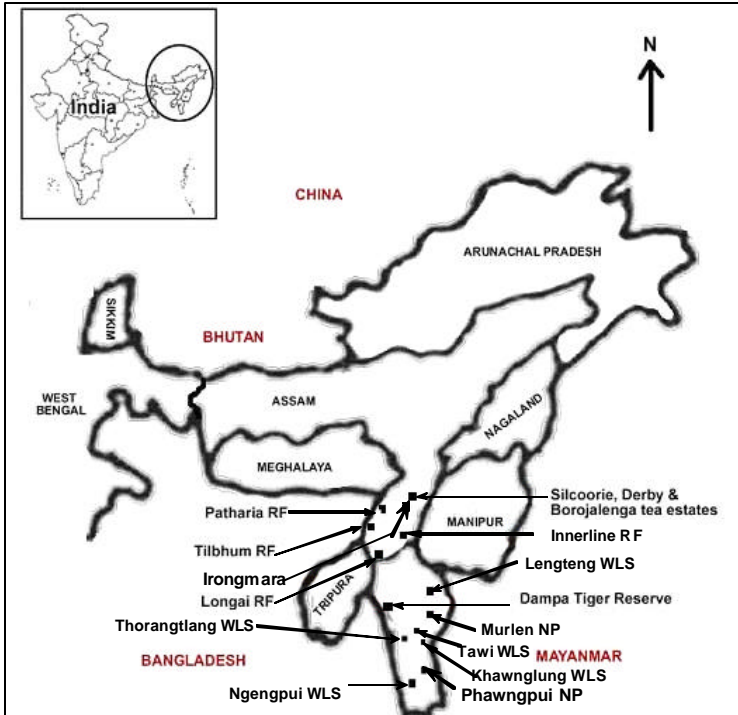 India
N
CHINA
ARUNACHAL PRADESH
SIKKIM
BHUTAN
WEST
BENGAL
ASSAM
NAGALAND
MEGHALAYA
Silcoorie, Derby &
Borojalenga tea estates
Patharia RF
MANIPUR
Innerline RF
Tilbhum RF
Lengteng WLS
Irongmara
TRIPURA
Longai RF
Dampa Tiger Reserve
Thorangtlang WLS
Murlen NP
Tawi WLS
MAYANMAR
BANGLADESH
Khawnglung WLS
Ngengpui WLS
Phawngpui NP